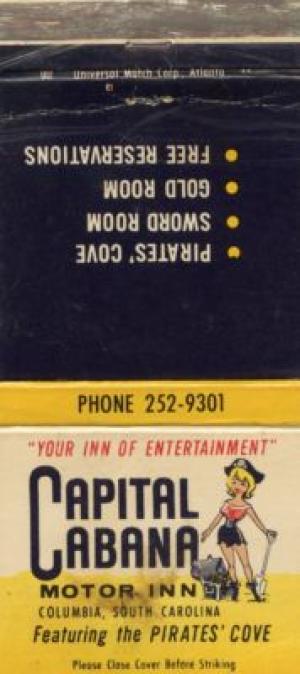 Universal Match Corp., Atlanta
PIRATES' COVE
SWORD ROOM
GOLD ROOM
FREE RESERVATIONS
PHONE 252-9301
"YOUR INN OF ENTERTAINMENT"
CAPITAL
CABANA
MOTOR INN
COLUMBIA, SOUTH CAROLINA
Featuring the PIRATES' COVE
Please Close Cover Before Striking